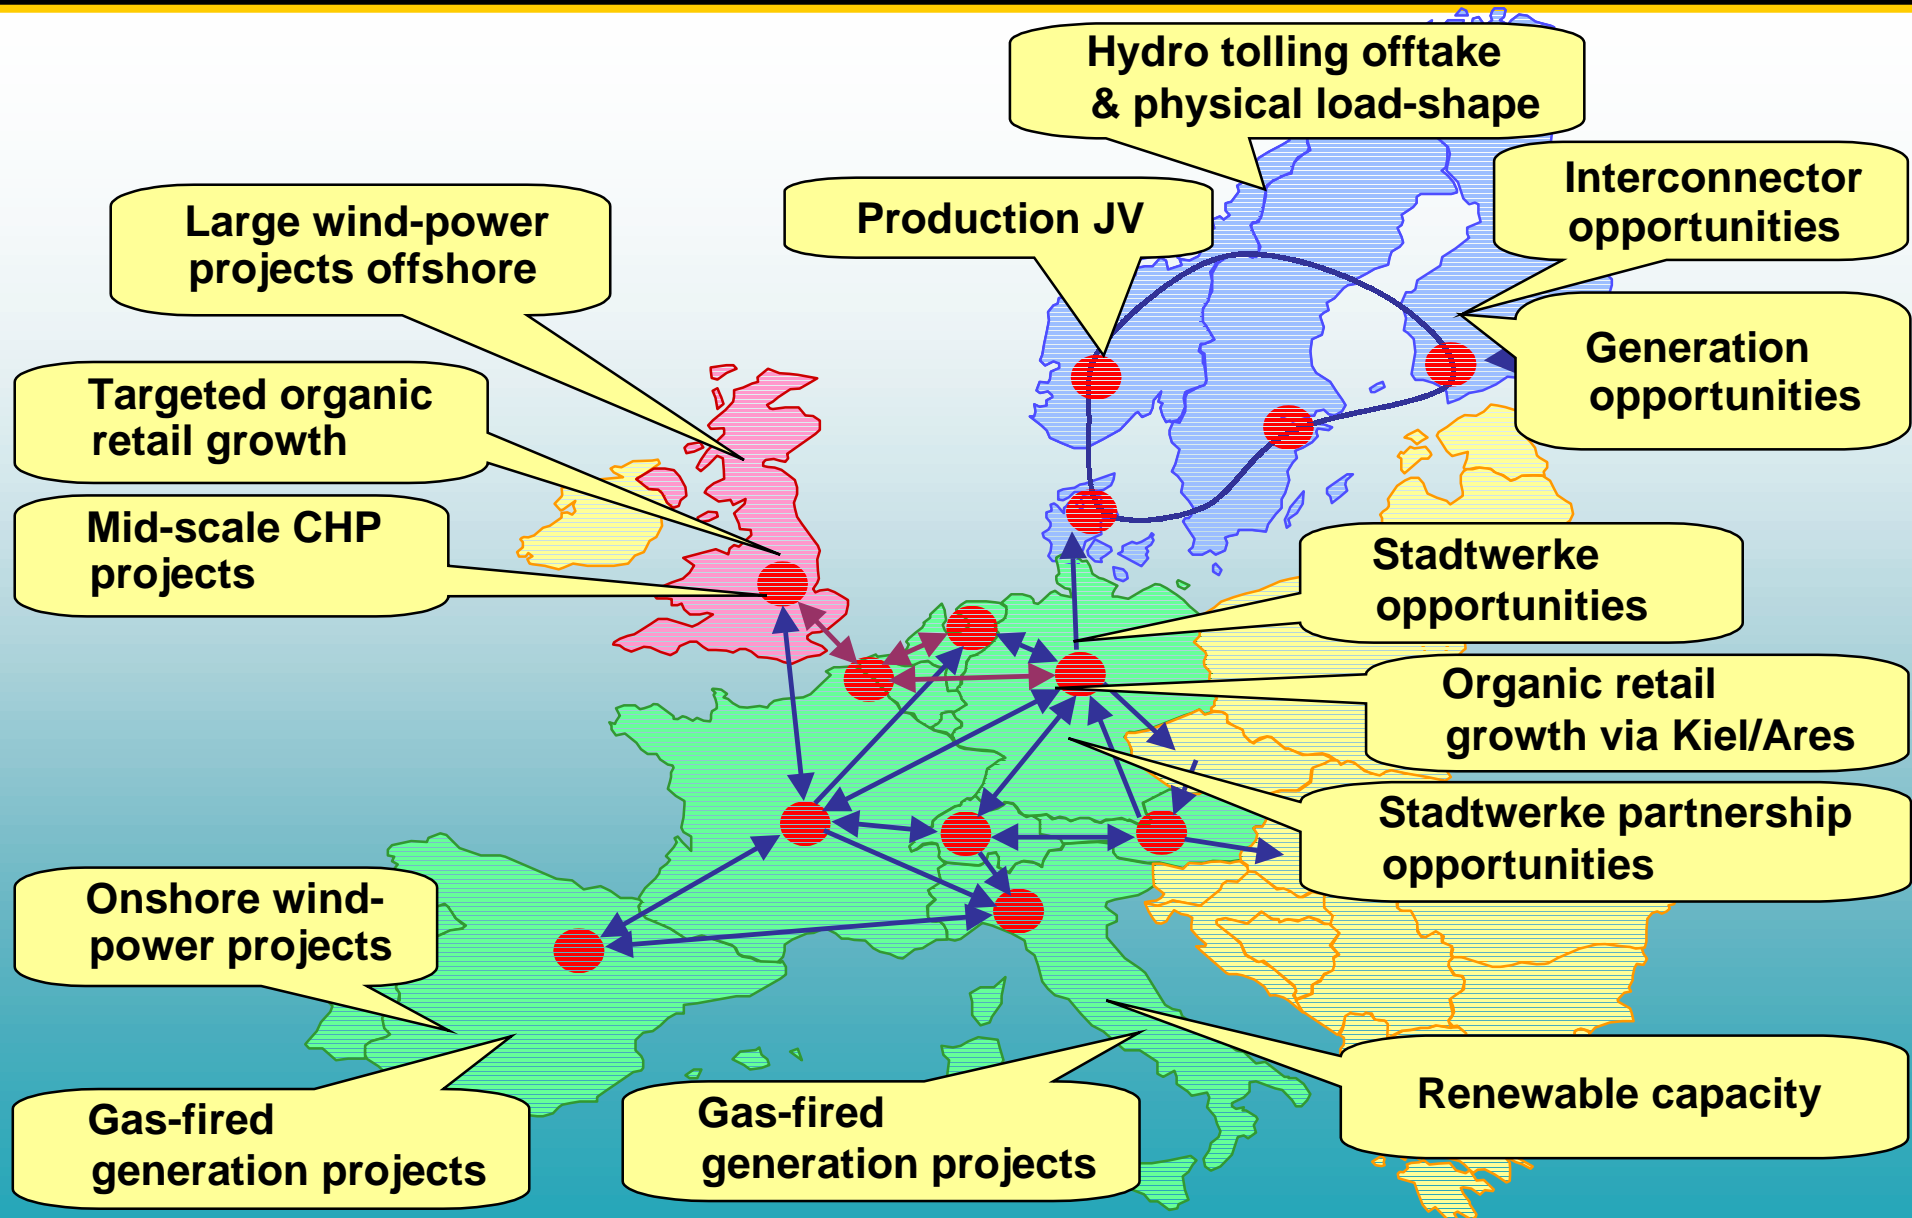 Hydro tolling offtake
& physical load-shape
Interconnector
opportunities
Production JV
Large wind-power
projects offshore
Generation
opportunities
Targeted organic
retail growth
Mid-scale CHP
projects
Stadtwerke
opportunities
Organic retail
growth via Kiel/Ares
Stadtwerke partnership
opportunities
Onshore wind-
power projects
Renewable capacity
Gas-fired
generation projects
Gas-fired
generation projects